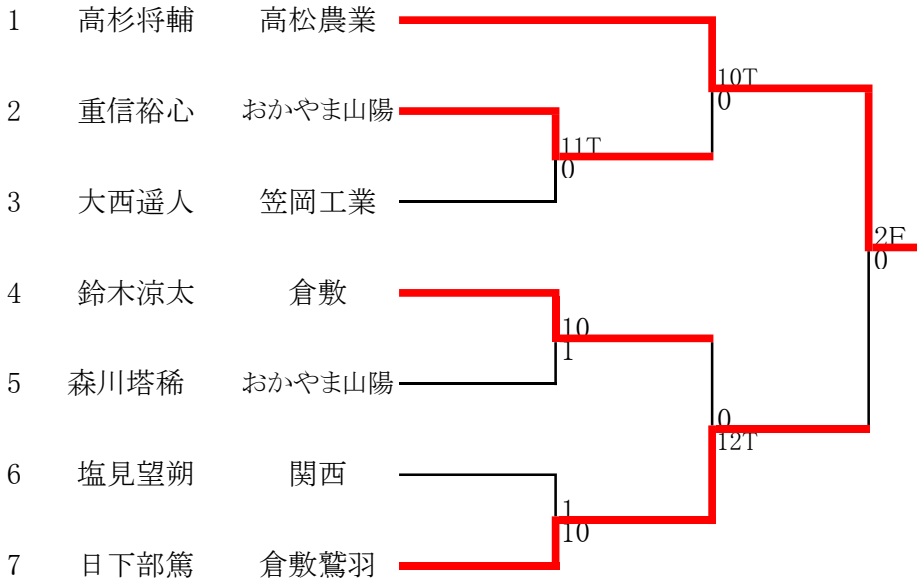 1 高杉将輔 高松農業
10T
0
2 重信裕心 おかやま山陽
11T
0
3 大西遥人 笠岡工業
2F
0
4 鈴木涼太 倉敷
10
1
5 森川塔稀 おかやま山陽
0
12T
6 塩見望朔 関西
1
10
7 日下部篤 倉敷鷲羽